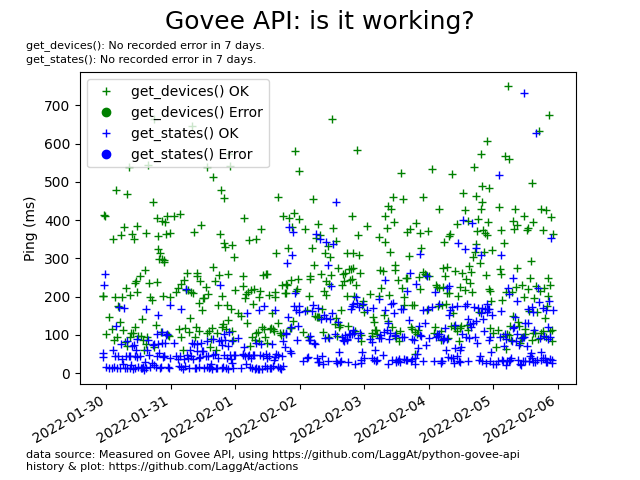 Govee API: is it working?
get_devices(): No recorded error in 7 days.
get_states(): No recorded error in 7 days.
get_devices() OK
get_devices() Error
get_states() OK
get_states() Error
Ping (ms)
700
600
500
400
300
200
100
0
2022-01-30
2022-01-31
2022-02-01
2022-02-02
2022-02-03
2022-02-04
2022-02-05
2022-02-06
data source: Measured on Govee API, using https://github.com/LaggAt/python-govee-api
history & plot: https://github.com/LaggAt/actions